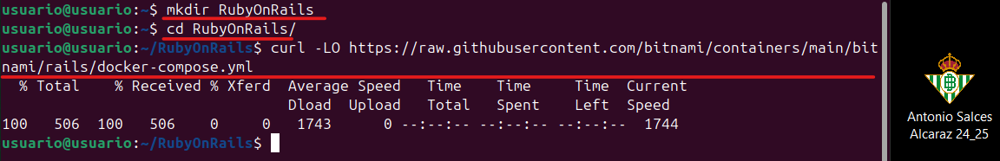 usuario@usuario:~$ mkdir RubyOnRails
usuario@usuario:~$ cd RubyOnRails/
usuario@usuario:~/RubyOnRails$ curl -LO https://raw.githubusercontent.com/bitnami/containers/main/bit
nami/rails/docker-compose.yml
  % Total    % Received % Xferd  Average Speed   Time    Time     Time  Current
                                 Dload  Upload   Total   Spent    Left  Speed
100   506  100   506    0     0   1743      0 --:--:-- --:--:-- --:--:--  1744
usuario@usuario:~/RubyOnRails$
Antonio Salces
Alcaraz 24_25